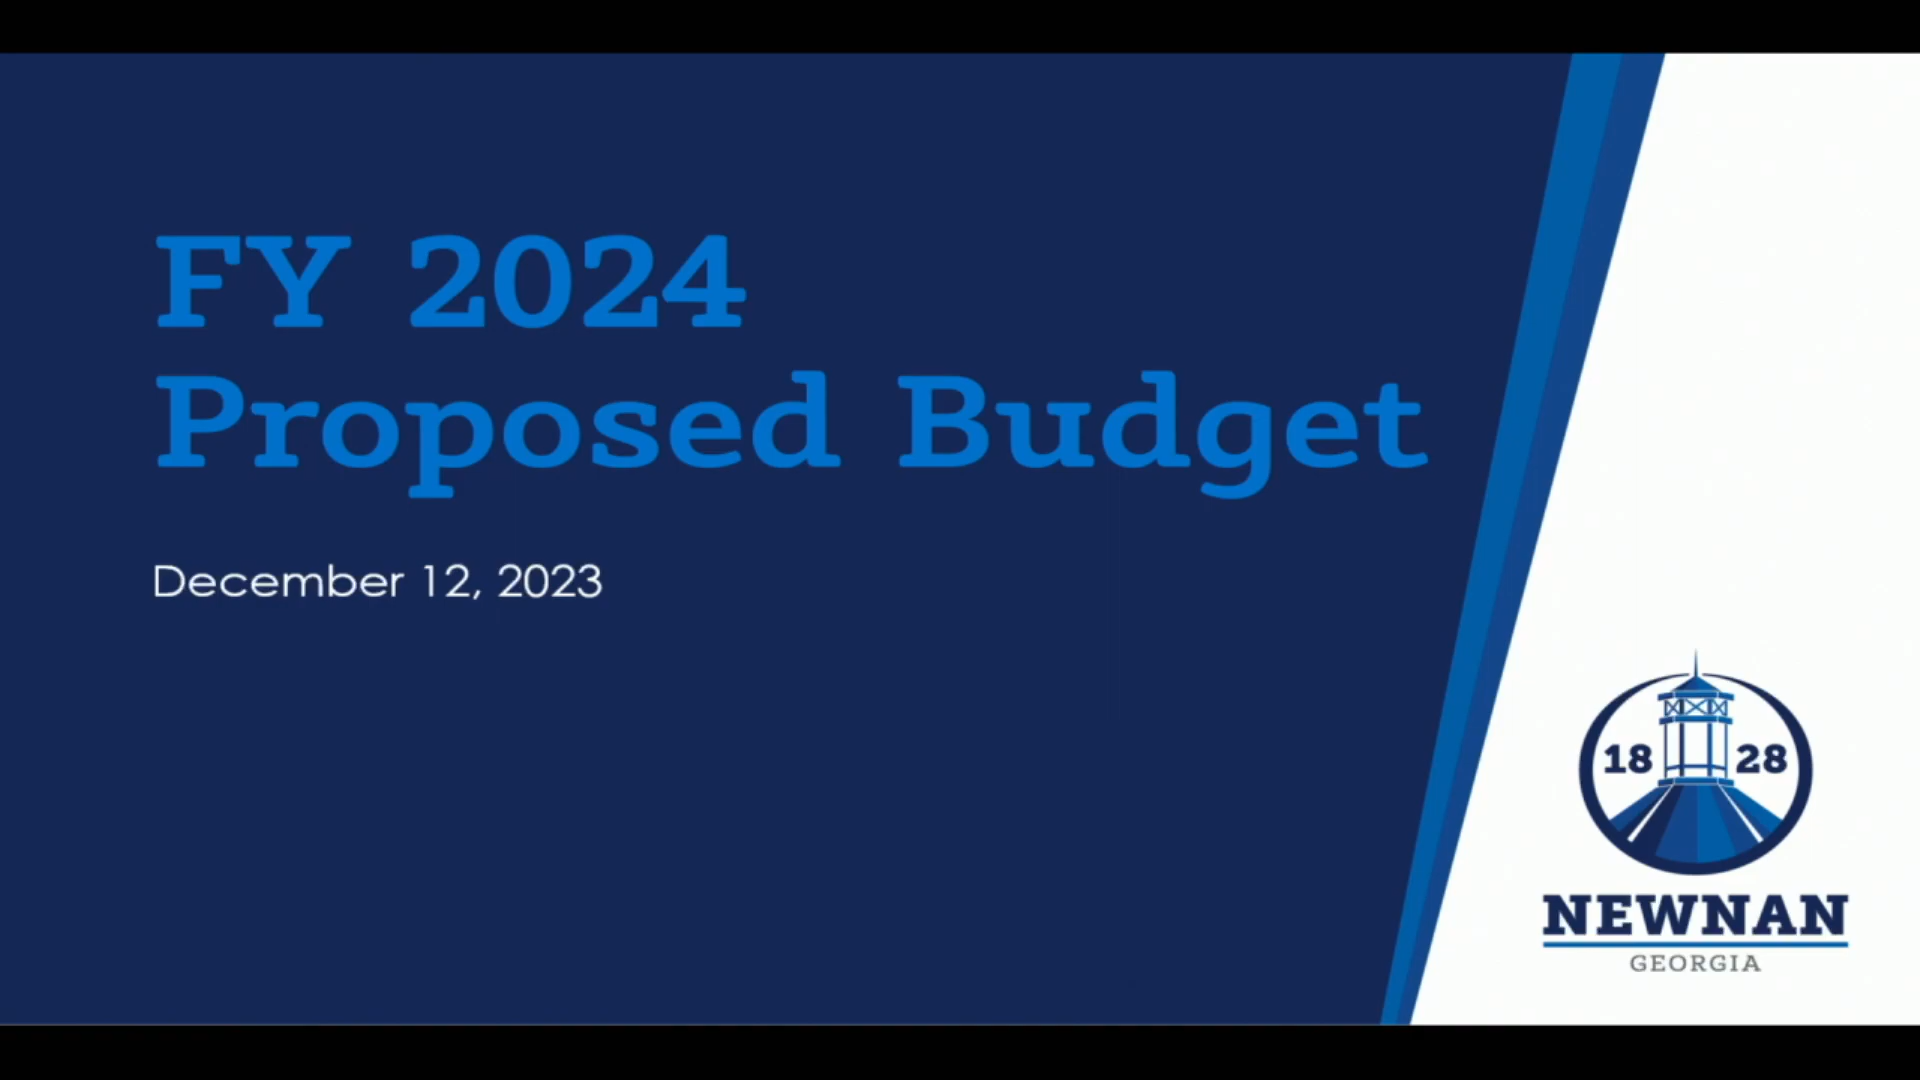 FY 2024
Proposed Budget
December 12, 2023
18 28
NEWNAN
GEORGIA